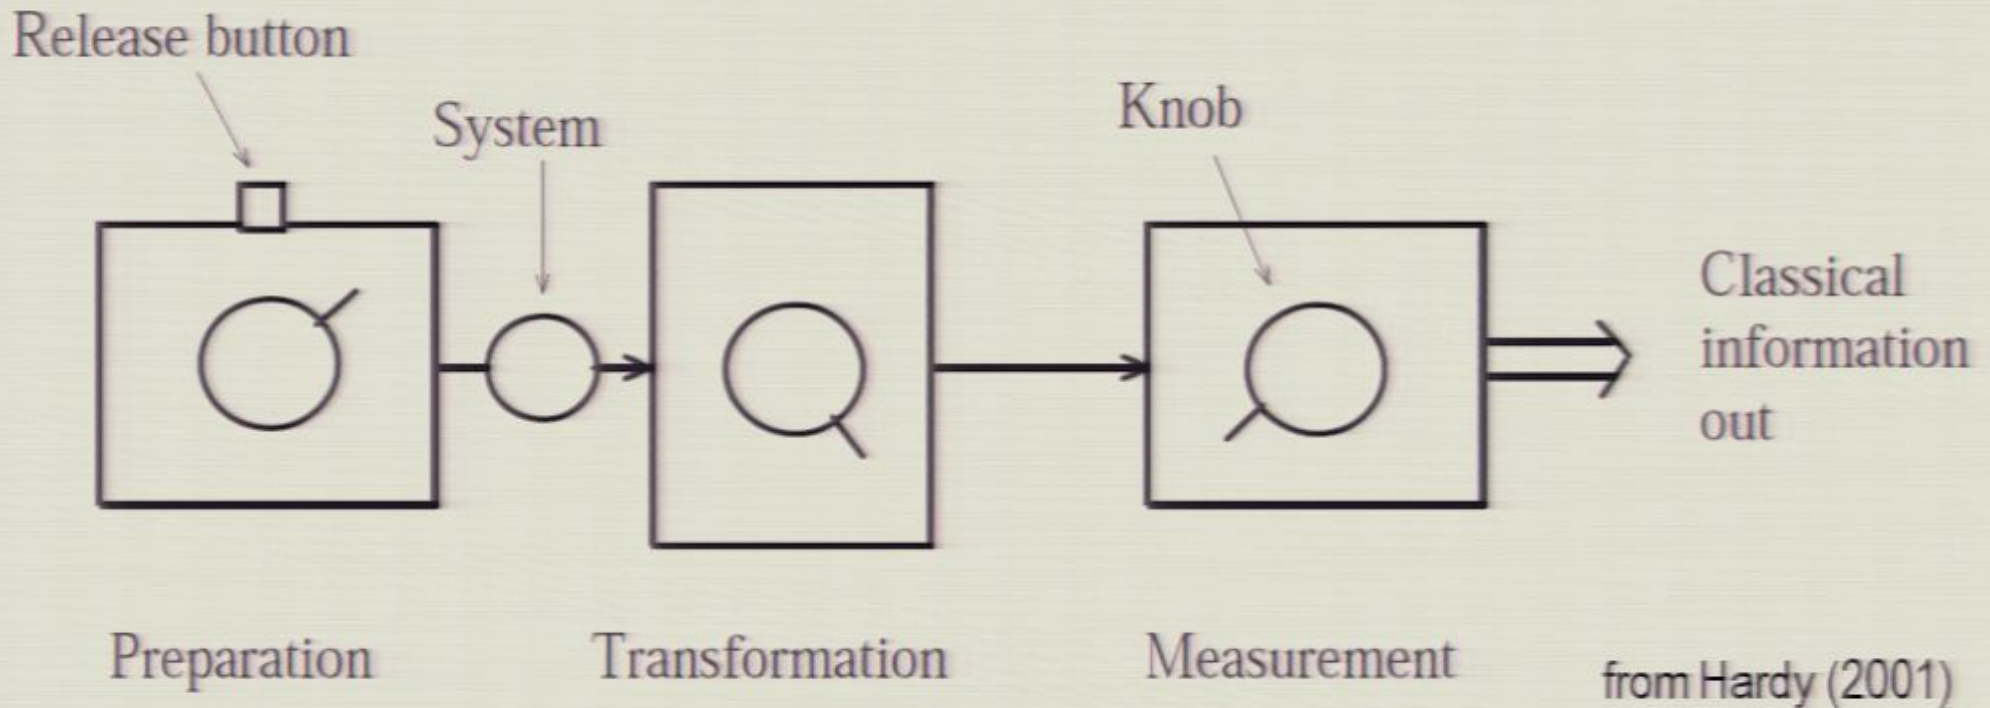 Release button
System
Knob
Classical
information
out
Preparation
Transformation
Measurement
from Hardy (2001)